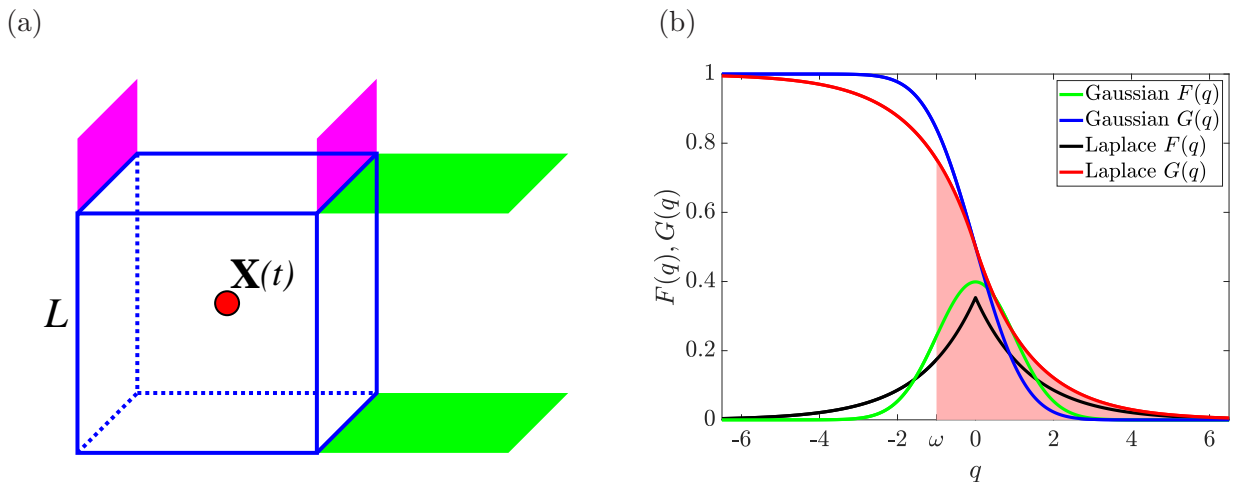 (a)
X(t)
L
(b)
1
0.8
0.6
0.4
0.2
0
F(q), G(q)
Gaussian F(q)
Gaussian G(q)
Laplace F(q)
Laplace G(q)
-6 -4 -2 ω 0 2 4 6
q